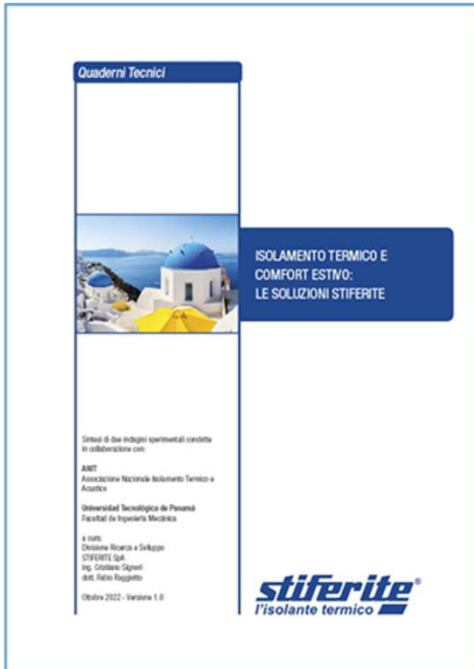 Quaderni Tecnici
ISOLAMENTO TERMICO E
COMFORT ESTIVO:
LE SOLUZIONI STIFERITE
Sintesi di due indagini sperimentali condotte
in collaborazione con:
ANIT
Associazione Nazionale Isolamento Termico e
Acustico
Universidad Tecnológica de Panamá
Facultad de Ingeniería Mecánica
a cura:
Divisione Ricerca e Sviluppo
STIFERITE SpA
ing. Cristiano Signori
dott. Fabio Raggiotto
Ottobre 2022 - Versione 1.0
stiferite®
l'isolante termico